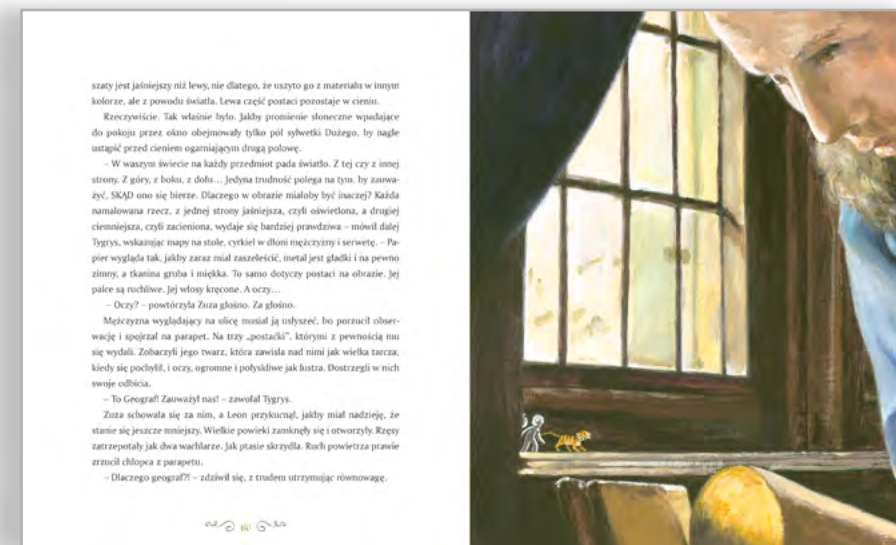 szaty jest jaśniejszy niż lewy, nie dlatego, że uszyto go z materiału w innym
kolorze, ale z powodu światła. Lewa część postaci pozostaje w cieniu.
Rzeczywiście. Tak właśnie było. Jakby promienie słoneczne wpadające
do pokoju przez okno obejmowały tylko pół sylwetki Dużego, by nagle
ustąpić przed cieniem ogarniającym drugą połowę.
– W waszym świecie na każdy przedmiot pada światło. Z tej czy z innej
strony. Z góry, z boku, z dołu… Jedyna trudność polega na tym, by zauwa-
żyć, SKĄD ono się bierze. Dlaczego w obrazie miałoby być inaczej? Każda
namalowana rzecz, z jednej strony jaśniejsza, czyli oświetlona, a drugiej
ciemniejsza, czyli zacieniona, wydaje się bardziej prawdziwa – mówił dalej
Tygrys, wskazując mapy na stole, cyrkiel w dłoni mężczyzny i serwetę. – Pa-
pier wygląda tak, jakby zaraz miał zaszeleścić, metal jest gładki i na pewno
zimny, a tkanina gruba i miękka. To samo dotyczy postaci na obrazie. Jej
palce są ruchliwe. Jej włosy kręcone. A oczy…
– Oczy? – powtórzyła Zuza głośno. Za głośno.
Mężczyzna wyglądający na ulicę musiał ją usłyszeć, bo porzucił obser-
wację i spojrzał na parapet. Na trzy „postaćki”, którymi z pewnością mu
się wydali. Zobaczyli jego twarz, która zawisła nad nimi jak wielka tarcza,
kiedy się pochylił, i oczy, ogromne i połyskliwe jak lustra. Dostrzegli w nich
swoje odbicia.
– To Geograf! Zauważył nas! – zawołał Tygrys.
Zuza schowała się za nim, a Leon przykucnął, jakby miał nadzieję, że
stanie się jeszcze mniejszy. Wielkie powieki zamknęły się i otworzyły. Rzęsy
zatrzepotały jak dwa wachlarze. Jak ptasie skrzydła. Ruch powietrza prawie
zrzucił chłopca z parapetu.
– Dlaczego geograf?! – zdziwił się, z trudem utrzymując równowagę.
60